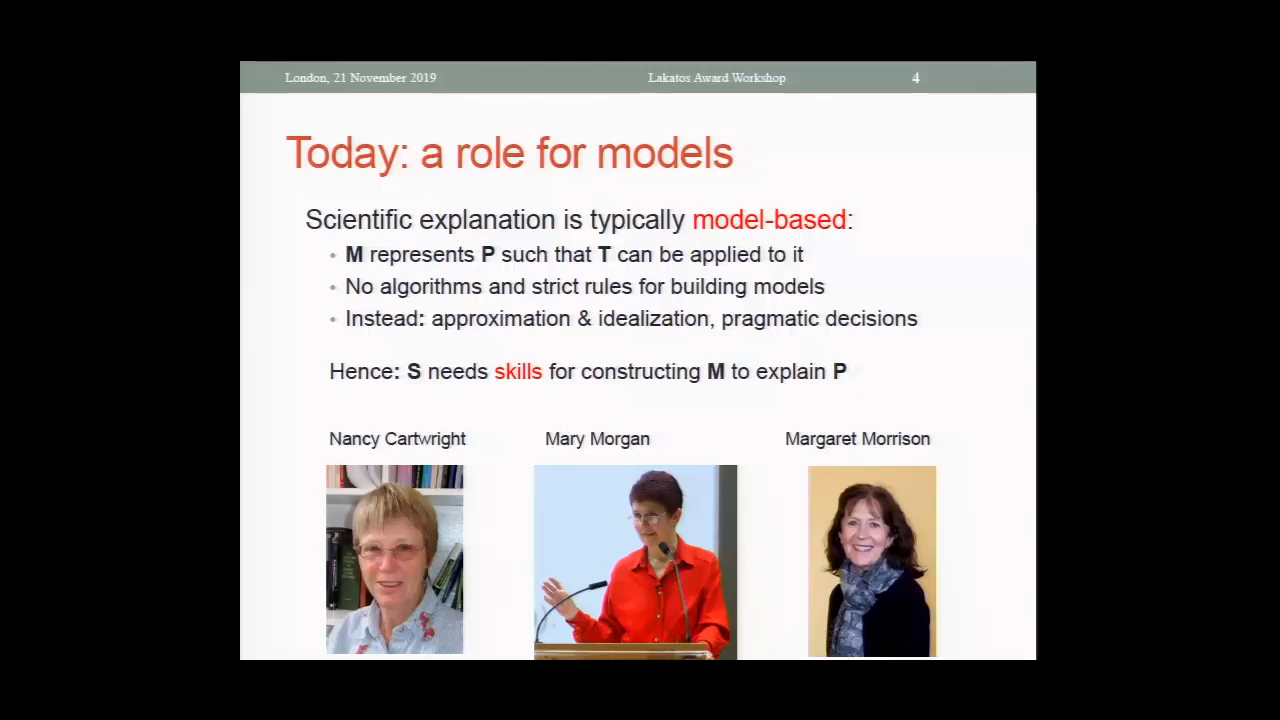 London, 21 November 2019 Lakatos Award Workshop 4
Today: a role for models
Scientific explanation is typically model-based:
• M represents P such that T can be applied to it
• No algorithms and strict rules for building models
• Instead: approximation & idealization, pragmatic decisions
Hence: S needs skills for constructing M to explain P
Nancy Cartwright Mary Morgan Margaret Morrison